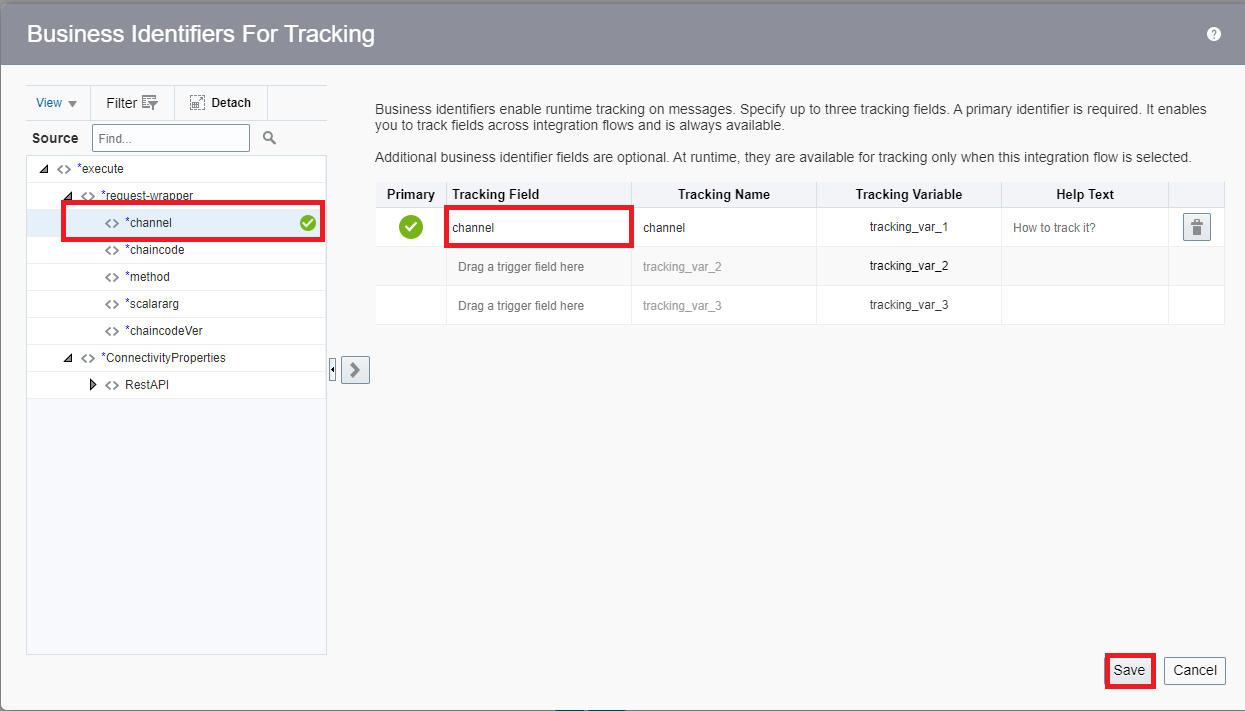 Business Identifiers For Tracking
?
View
Filter
Detach
Source
Find...
Business identifiers enable runtime tracking on messages. Specify up to three tracking fields. A primary identifier is required. It enables
you to track fields across integration flows and is always available.
Additional business identifier fields are optional. At runtime, they are available for tracking only when this integration flow is selected.
<> *execute
<> *request-wrapper
<> *channel
<> *chaincode
<> *method
<> *scalararg
<> *chaincodeVer
<> *ConnectivityProperties
<> RestAPI
Primary Tracking Field Tracking Name Tracking Variable Help Text
channel channel tracking_var_1 How to track it?
Drag a trigger field here tracking_var_2 tracking_var_2
Drag a trigger field here tracking_var_3 tracking_var_3
Save
Cancel